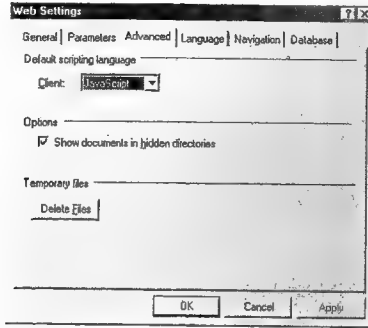 Web Settings
General Parameters Advanced Language Navigation Database
Default scripting language
Client: JavaScript
Options
Show documents in hidden directories
Temporary files
Delete Files
OK Cancel Apply